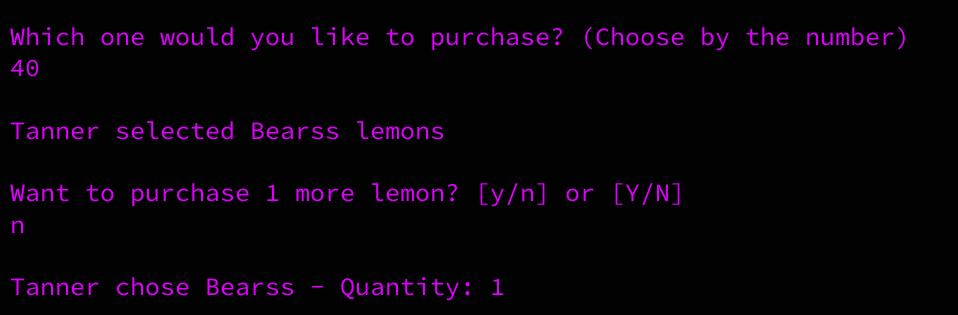 Which one would you like to purchase? (Choose by the number)
40
Tanner selected Bearss lemons
Want to purchase 1 more lemon? [y/n] or [Y/N]
n
Tanner chose Bearss - Quantity: 1